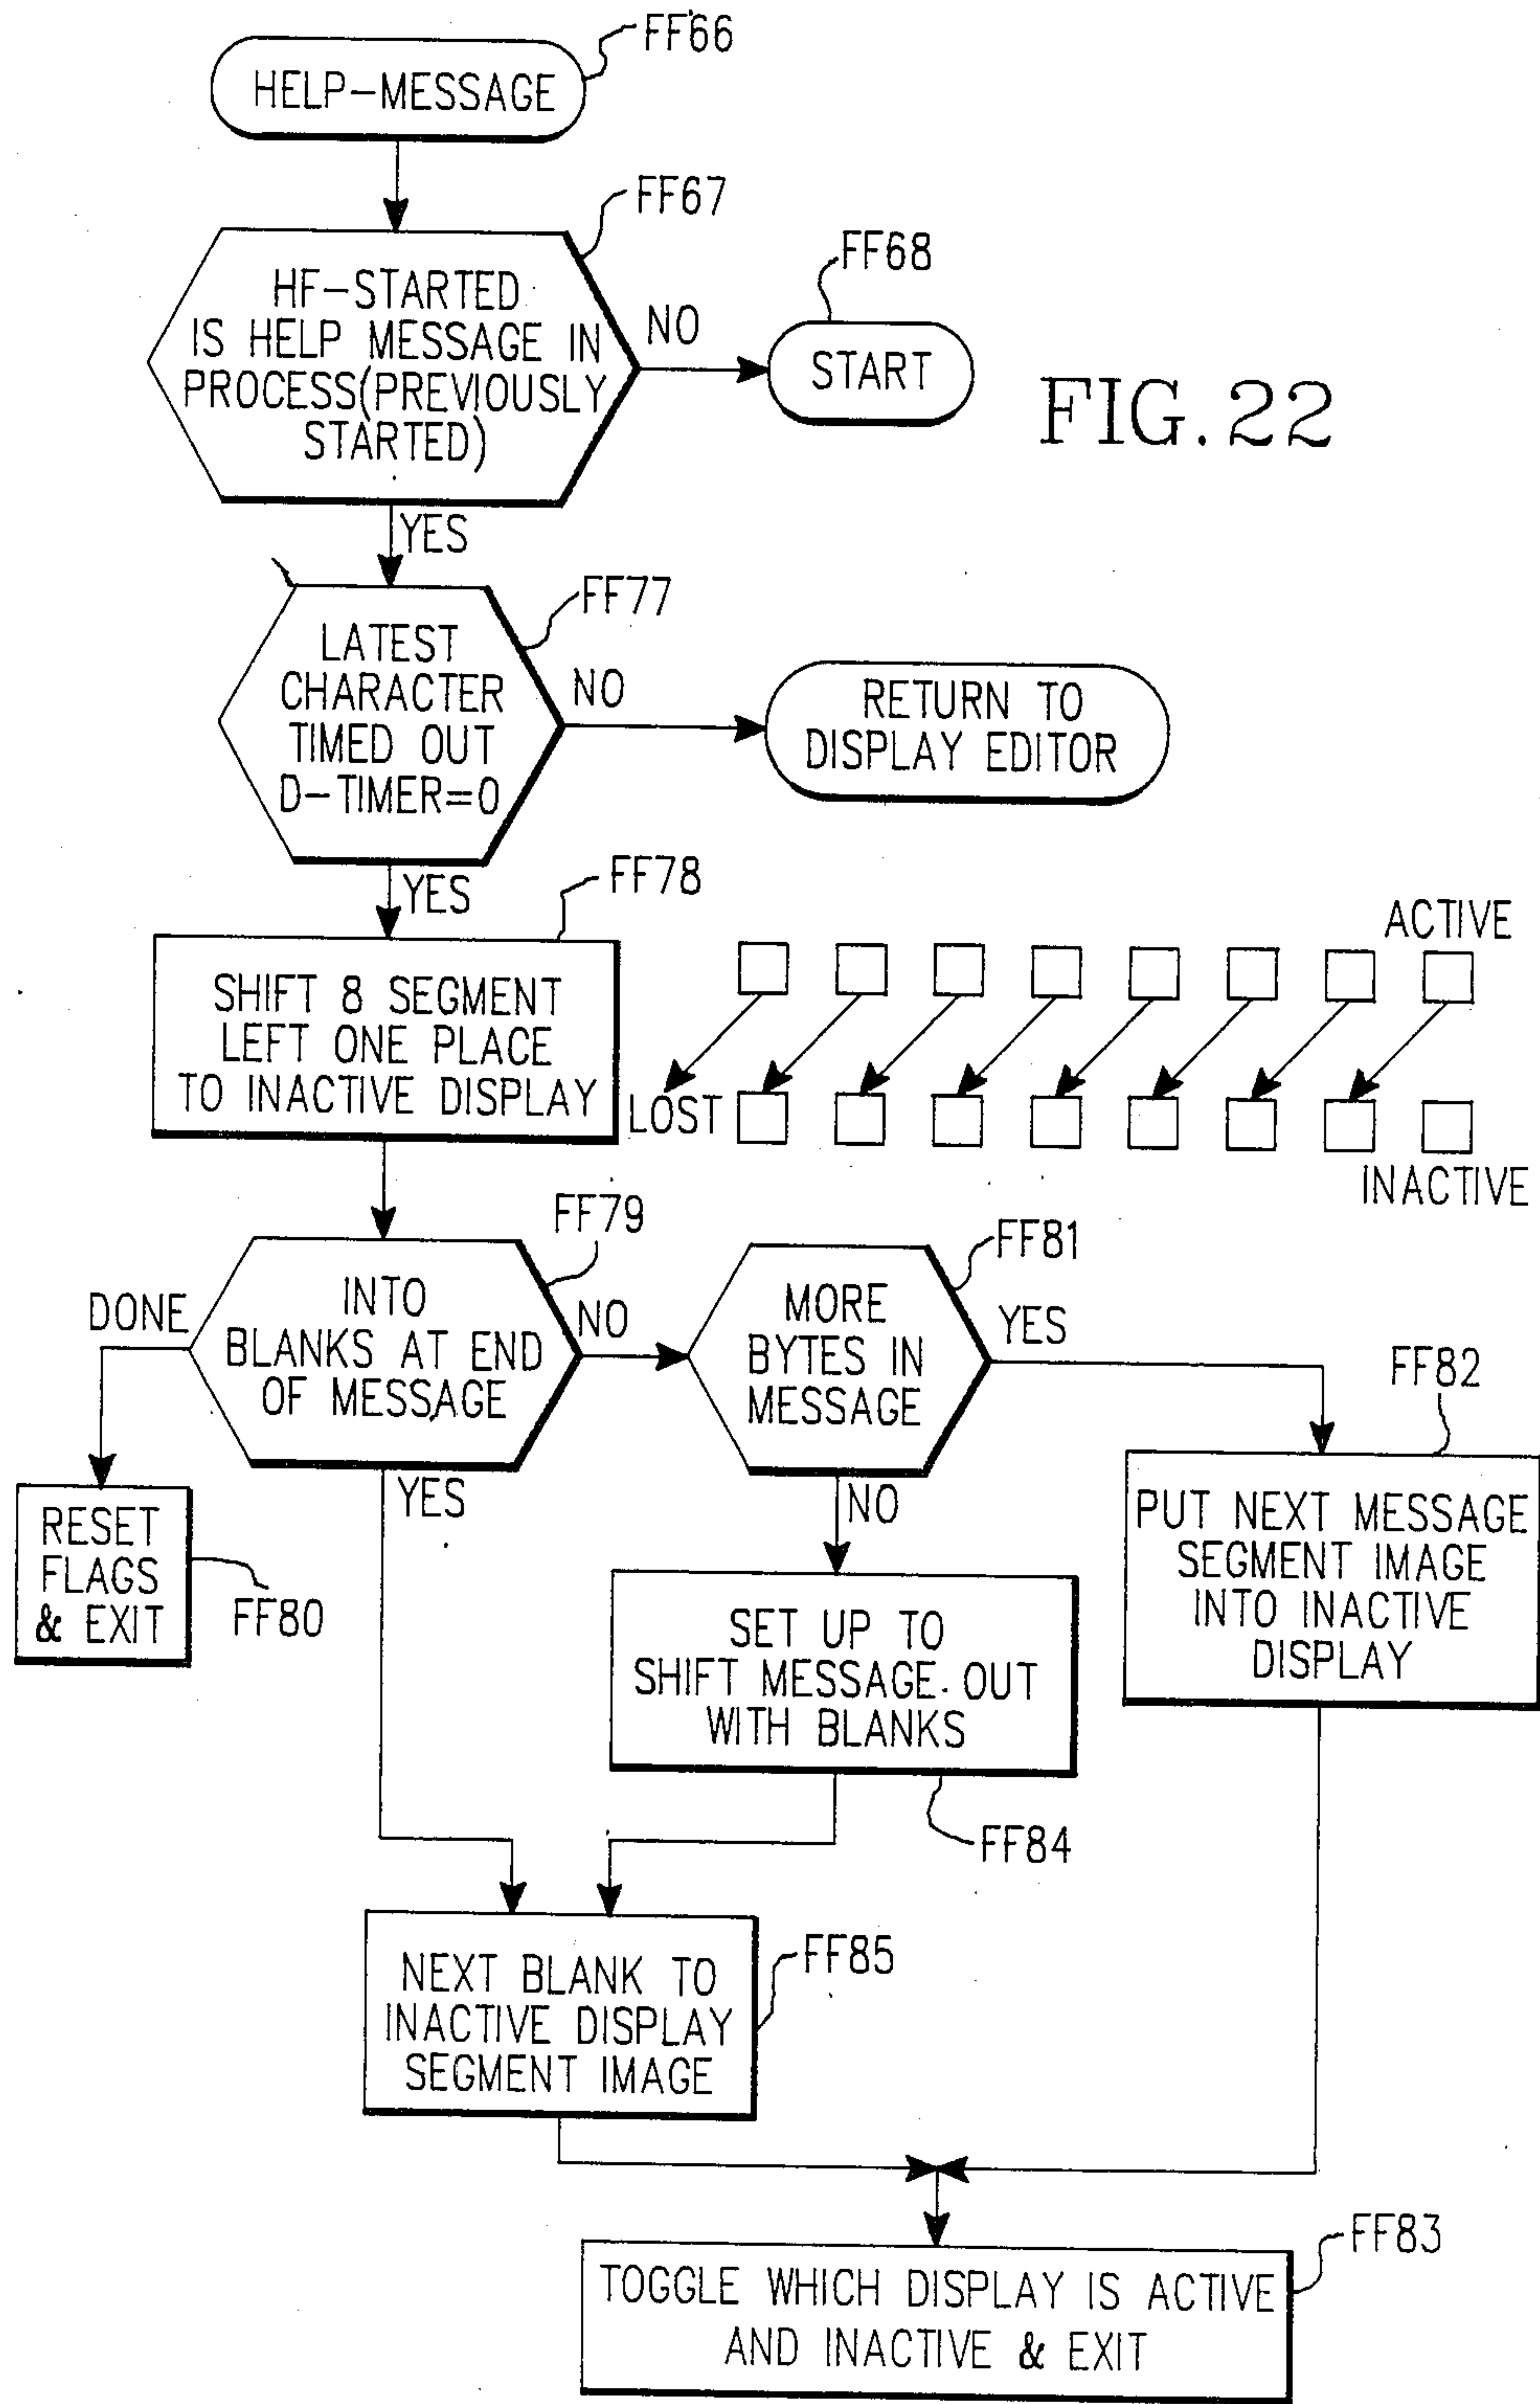 FF66
HELP-MESSAGE
FF67
HF-STARTED
IS HELP MESSAGE IN
PROCESS(PREVIOUSLY
STARTED)
NO
FF68
START
FIG. 22
YES
FF77
LATEST
CHARACTER
TIMED OUT
D-TIMER=0
NO
RETURN TO
DISPLAY EDITOR
YES
FF78
SHIFT 8 SEGMENT
LEFT ONE PLACE
TO INACTIVE DISPLAY
ACTIVE
LOST
INACTIVE
FF79
INTO
BLANKS AT END
OF MESSAGE
DONE
NO
YES
FF81
MORE
BYTES IN
MESSAGE
YES
NO
RESET
FLAGS
& EXIT
FF80
FF82
PUT NEXT MESSAGE
SEGMENT IMAGE
INTO INACTIVE
DISPLAY
SET UP TO
SHIFT MESSAGE OUT
WITH BLANKS
FF84
FF85
NEXT BLANK TO
INACTIVE DISPLAY
SEGMENT IMAGE
FF83
TOGGLE WHICH DISPLAY IS ACTIVE
AND INACTIVE & EXIT